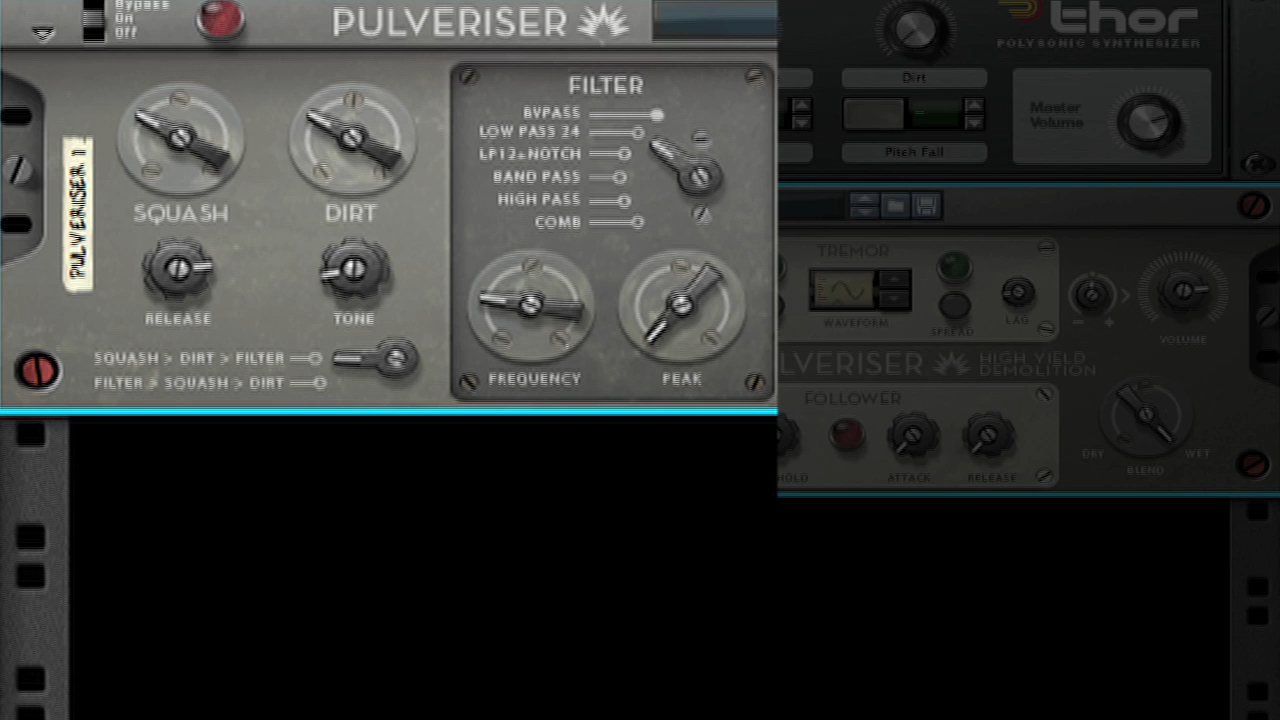 Bypass
On
Off
PULVERISER
FILTER
BYPASS
LOW PASS 24
LP12+NOTCH
BAND PASS
HIGH PASS
COMB
PULVERISER 1
SQUASH
DIRT
RELEASE
TONE
SQUASH > DIRT > FILTER
FILTER > SQUASH > DIRT
FREQUENCY
PEAK
thor
POLYSONIC SYNTHESIZER
Dirt
Master
Volume
Pitch Fall
TREMOR
WAVEFORM
SPREAD
LAG
VOLUME
LVERISER
HIGH YIELD
DEMOLITION
FOLLOWER
HOLD
ATTACK
RELEASE
DRY
WET
BLEND